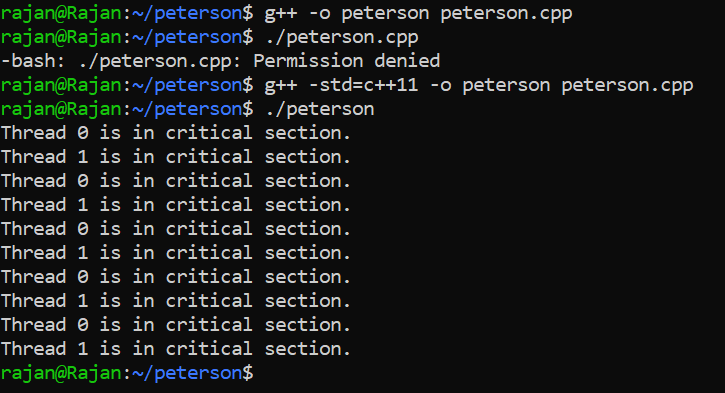 rajan@Rajan:~/peterson$ g++ -o peterson peterson.cpp
rajan@Rajan:~/peterson$ ./peterson.cpp
-bash: ./peterson.cpp: Permission denied
rajan@Rajan:~/peterson$ g++ -std=c++11 -o peterson peterson.cpp
rajan@Rajan:~/peterson$ ./peterson
Thread 0 is in critical section.
Thread 1 is in critical section.
Thread 0 is in critical section.
Thread 1 is in critical section.
Thread 0 is in critical section.
Thread 1 is in critical section.
Thread 0 is in critical section.
Thread 1 is in critical section.
Thread 0 is in critical section.
Thread 1 is in critical section.
rajan@Rajan:~/peterson$